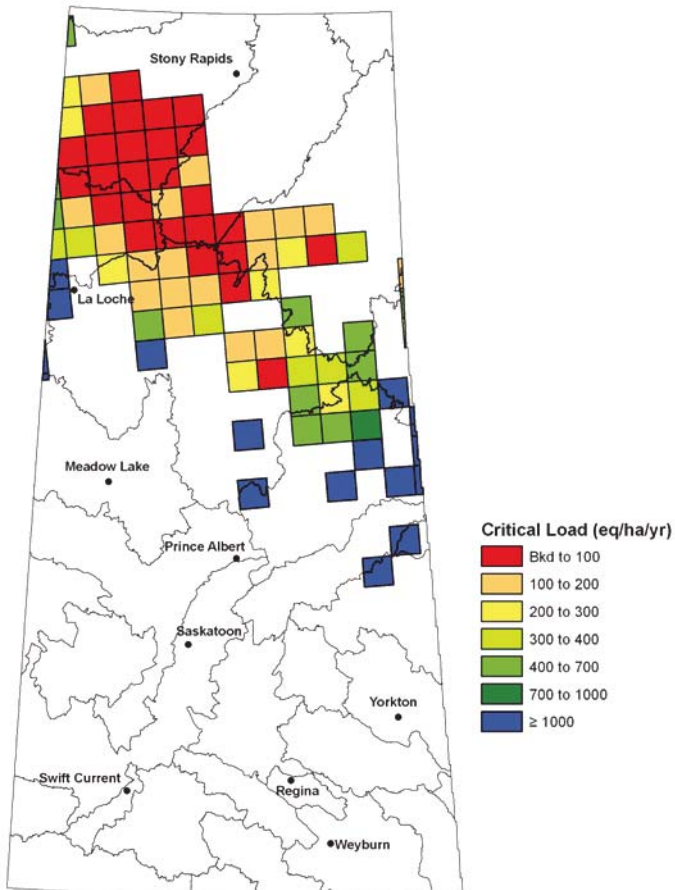 Stony Rapids
La Loche
Meadow Lake
Prince Albert
Saskatoon
Yorkton
Swift Current
Regina
Weyburn
Critical Load (eq/ha/yr)
Bkd to 100
100 to 200
200 to 300
300 to 400
400 to 700
700 to 1000
≥ 1000